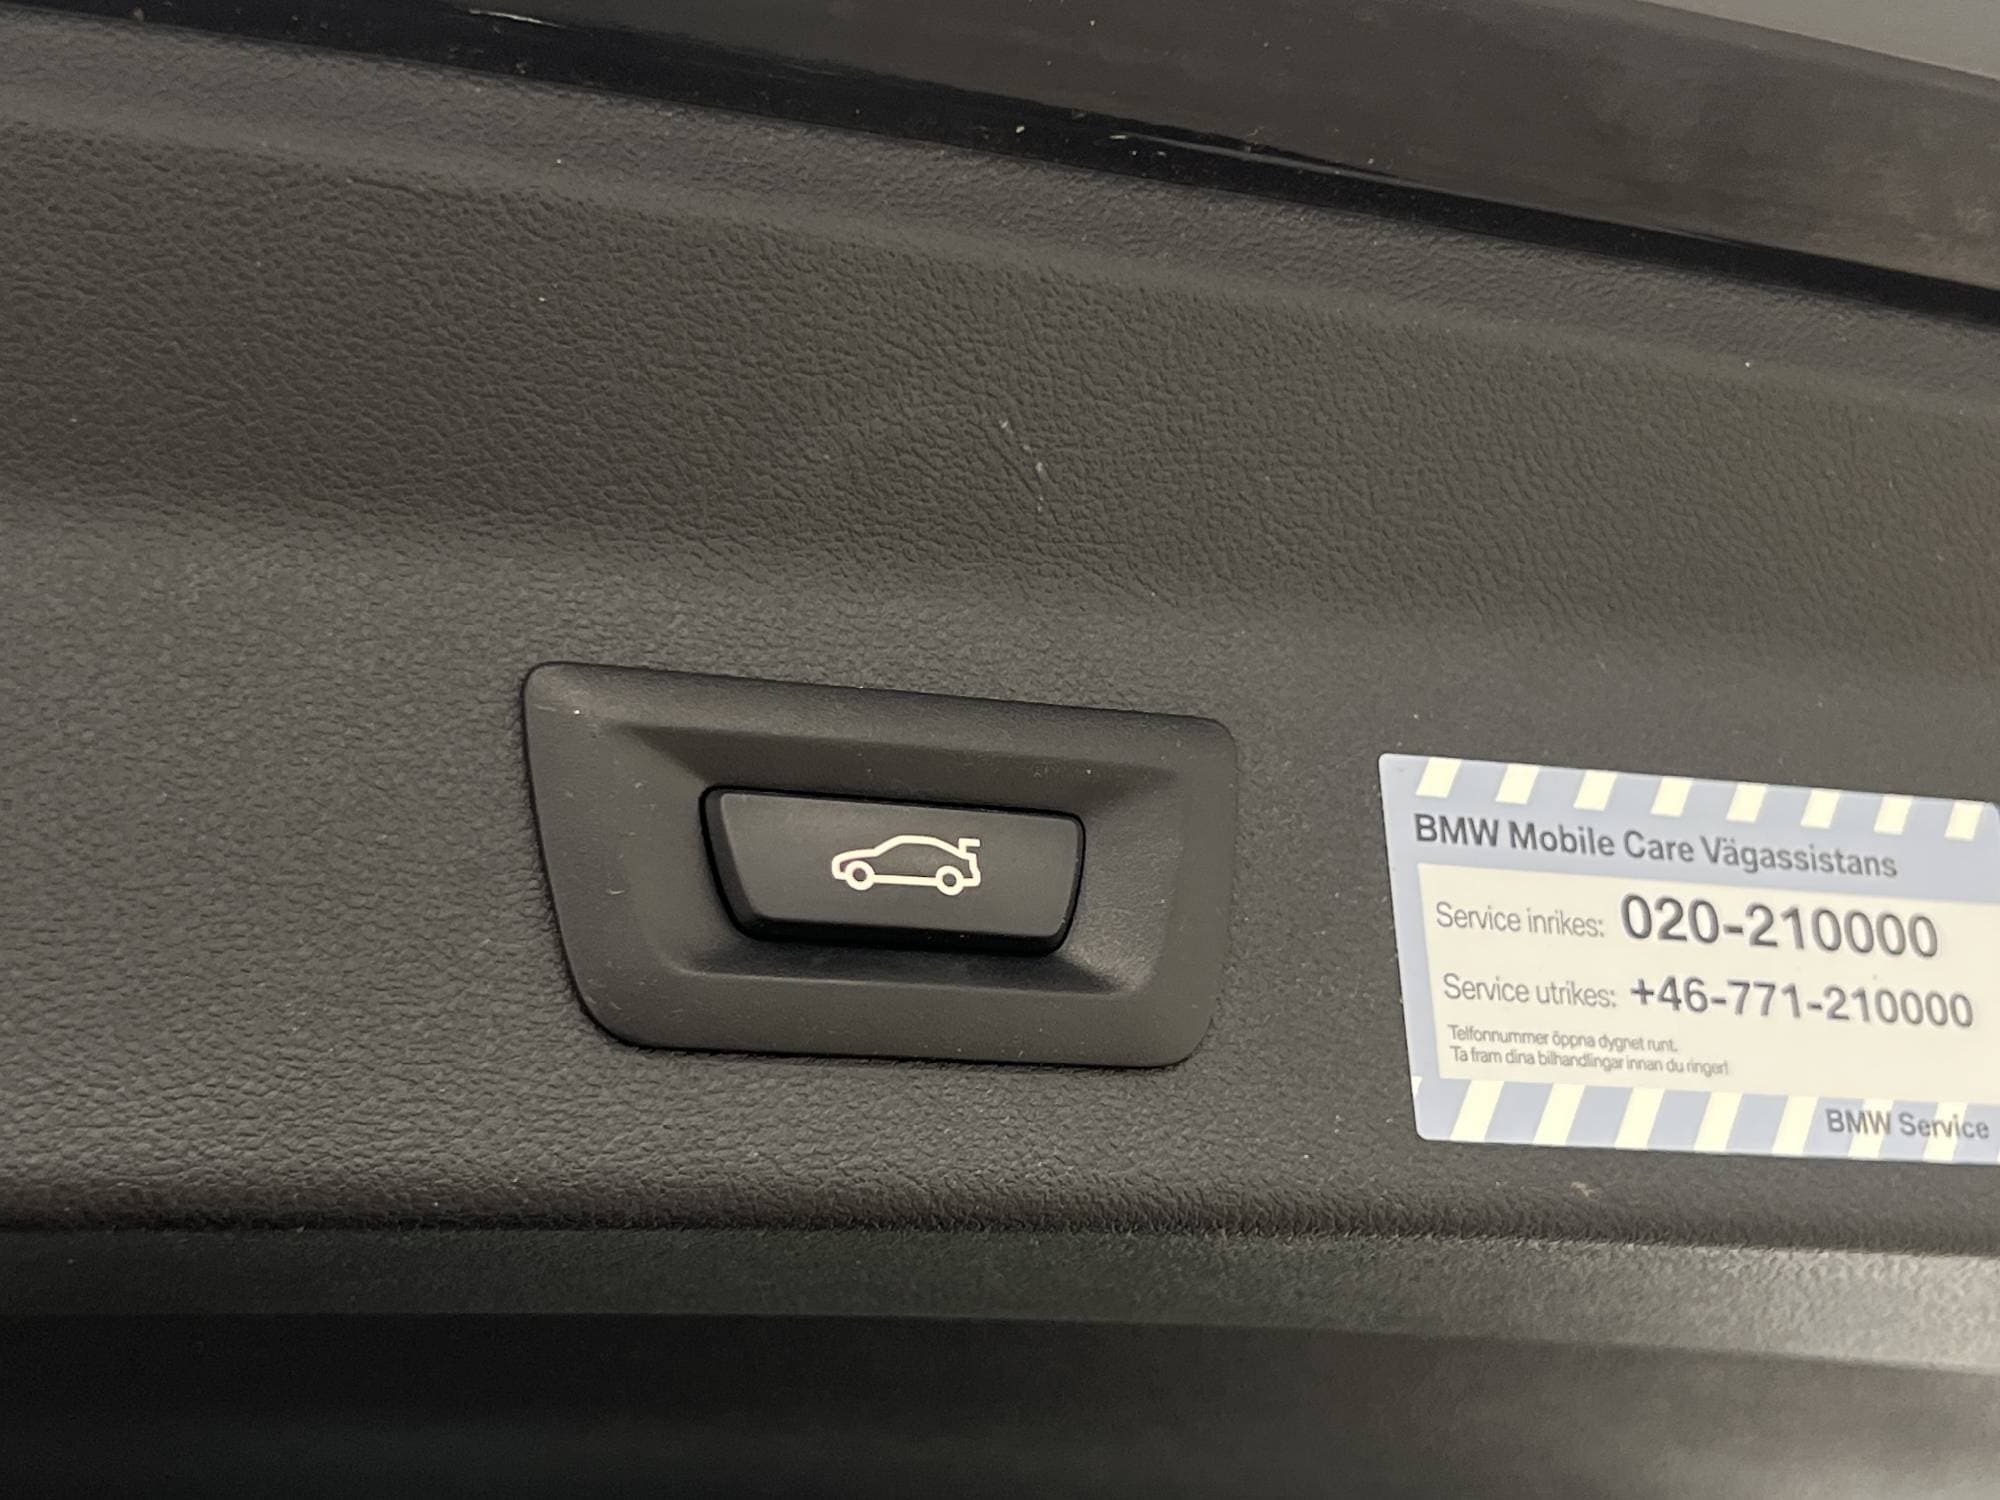 BMW Mobile Care Vägassistans
Service inrikes: 020-210000
Service utrikes: +46-771-210000
Telfonnummer öppna dygnet runt.
Ta fram dina bilhandlingar innan du ringer!
BMW Service